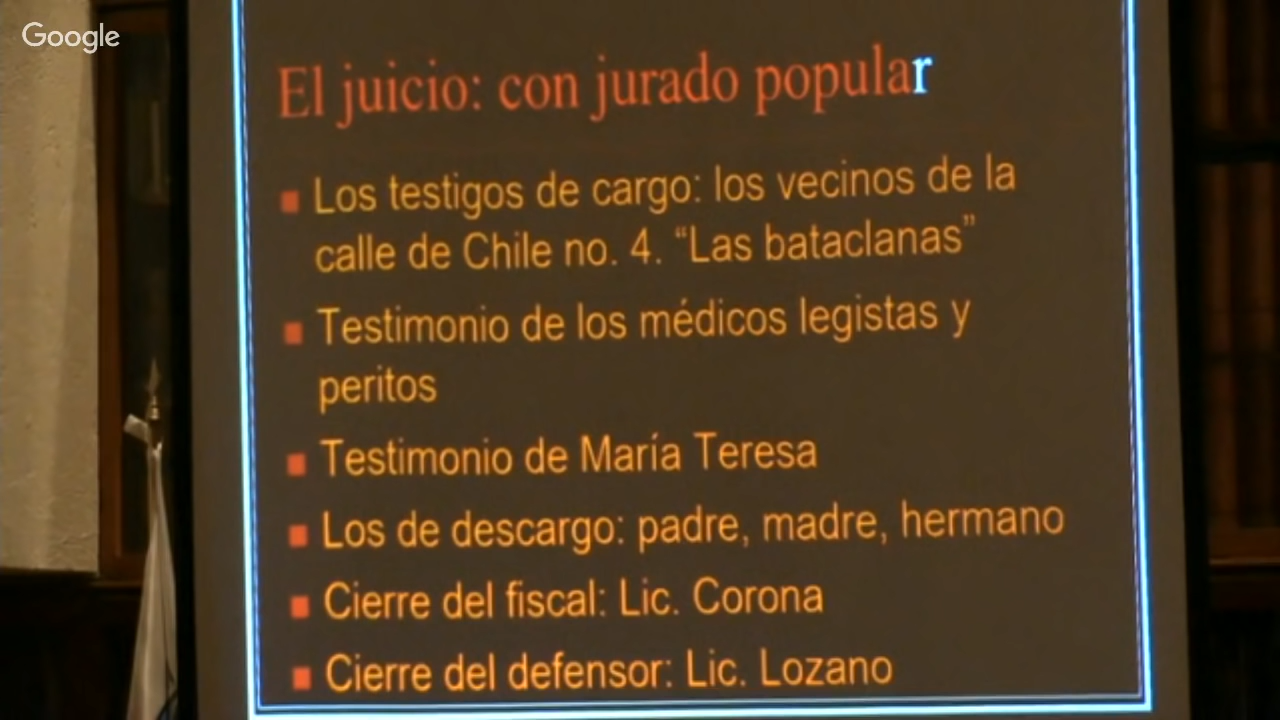 Google
El juicio: con jurado popular
Los testigos de cargo: los vecinos de la
calle de Chile no. 4. “Las bataclanas”
Testimonio de los médicos legistas y
peritos
Testimonio de María Teresa
Los de descargo: padre, madre, hermano
Cierre del fiscal: Lic. Corona
Cierre del defensor: Lic. Lozano